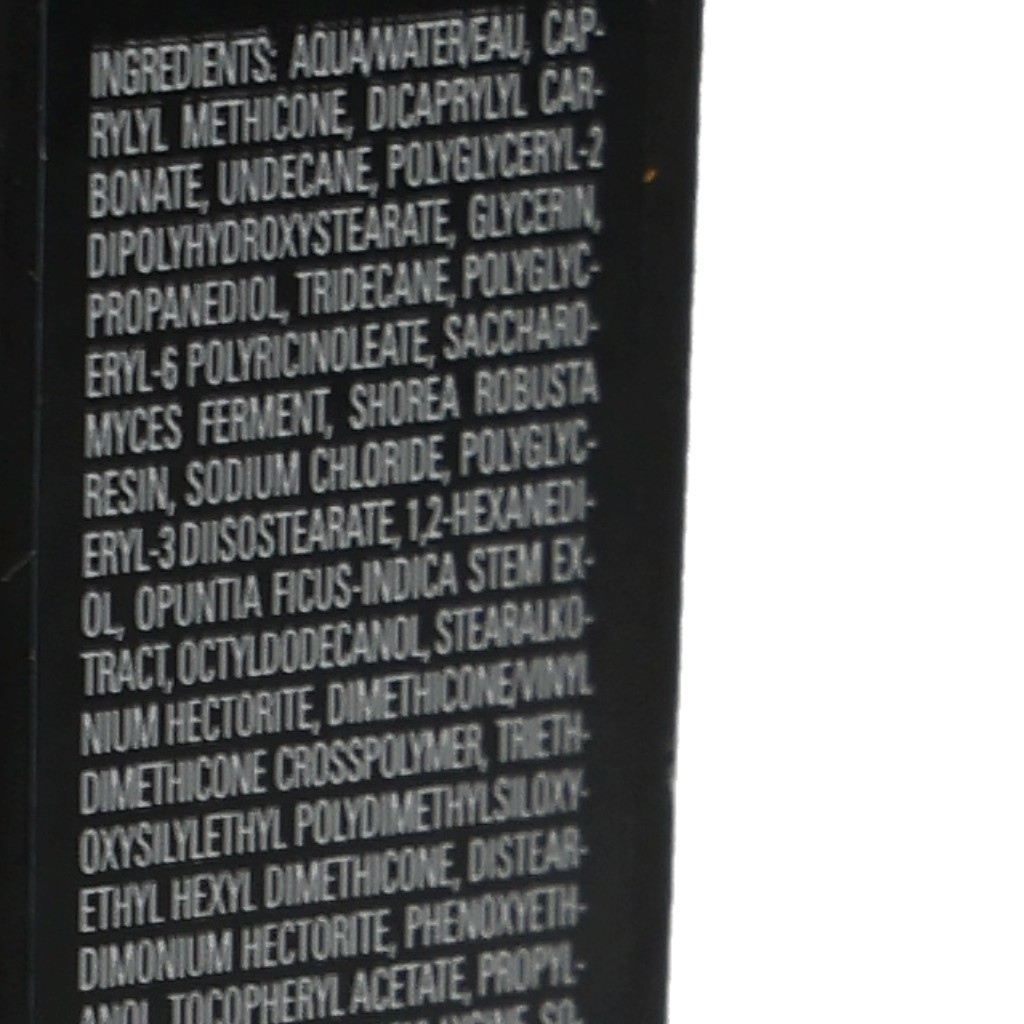 INGREDIENTS: AQUA/WATER/EAU, CAP-
RYLYL METHICONE, DICAPRYLYL CAR-
BONATE, UNDECANE, POLYGLYCERYL-2
DIPOLYHYDROXYSTEARATE, GLYCERIN,
PROPANEDIOL, TRIDECANE, POLYGLYC-
ERYL-6 POLYRICINOLEATE, SACCHARO-
MYCES FERMENT, SHOREA ROBUSTA
RESIN, SODIUM CHLORIDE, POLYGLYC-
ERYL-3 DIISOSTEARATE, 1,2-HEXANEDI-
OL, OPUNTIA FICUS-INDICA STEM EX-
TRACT, OCTYLDODECANOL, STEARALKO-
NIUM HECTORITE, DIMETHICONE/VINYL
DIMETHICONE CROSSPOLYMER, TRIETH-
OXYSILYLETHYL POLYDIMETHYLSILOXY-
ETHYL HEXYL DIMETHICONE, DISTEAR-
DIMONIUM HECTORITE, PHENOXYETH-
ANOL, TOCOPHERYL ACETATE, PROPYL-
SO-